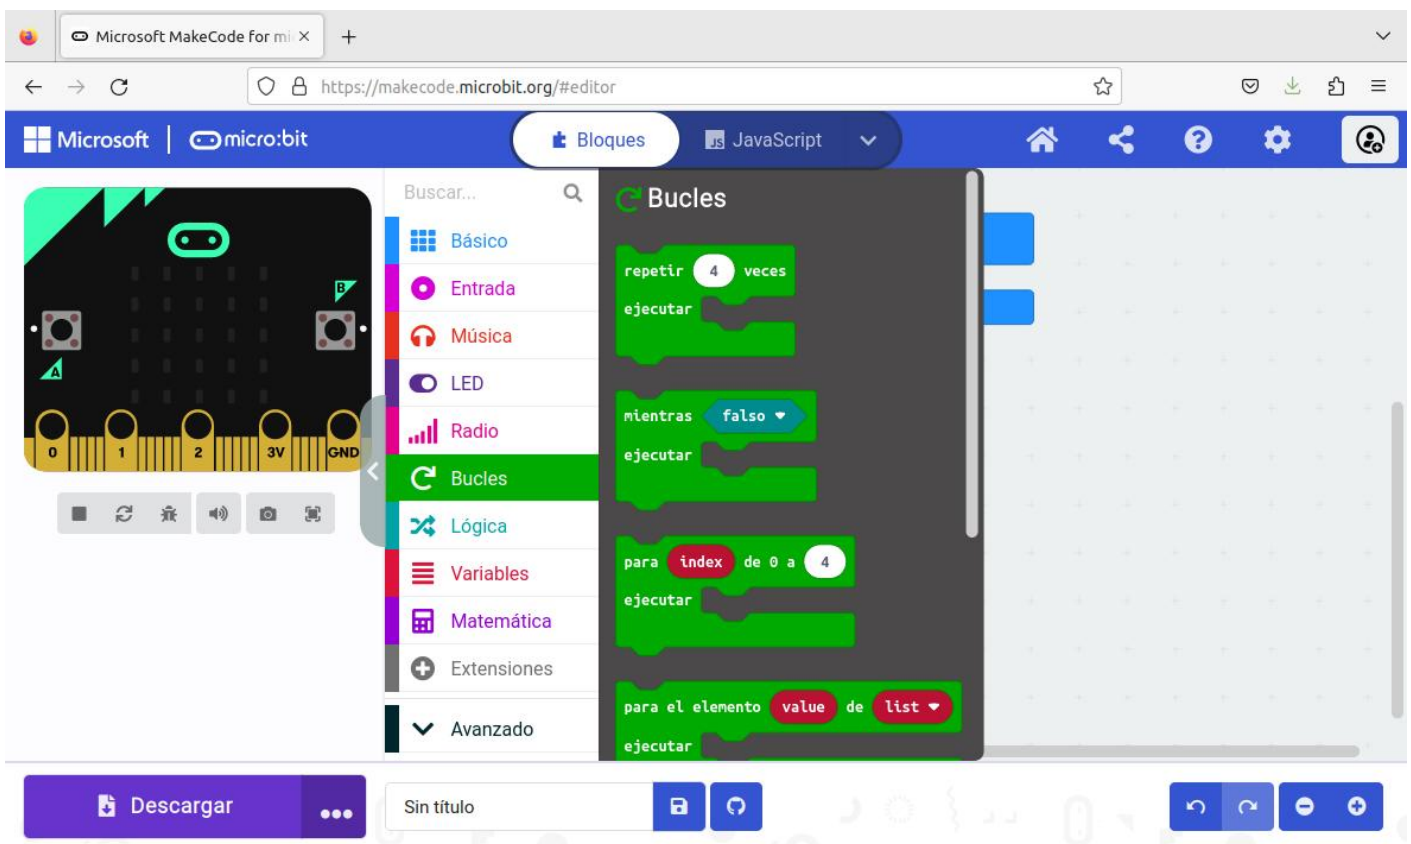 Microsoft MakeCode for mi
https://makecode.microbit.org/#editor
Microsoft micro:bit
Bloques
JS JavaScript
Buscar...
Básico
Entrada
Música
LED
Radio
Bucles
Lógica
Variables
Matemática
Extensiones
Avanzado
Bucles
repetir 4 veces
ejecutar
mientras falso
ejecutar
para index de 0 a 4
ejecutar
para el elemento value de list
ejecutar
B
A
0 1 2 3V GND
Descargar
Sin título